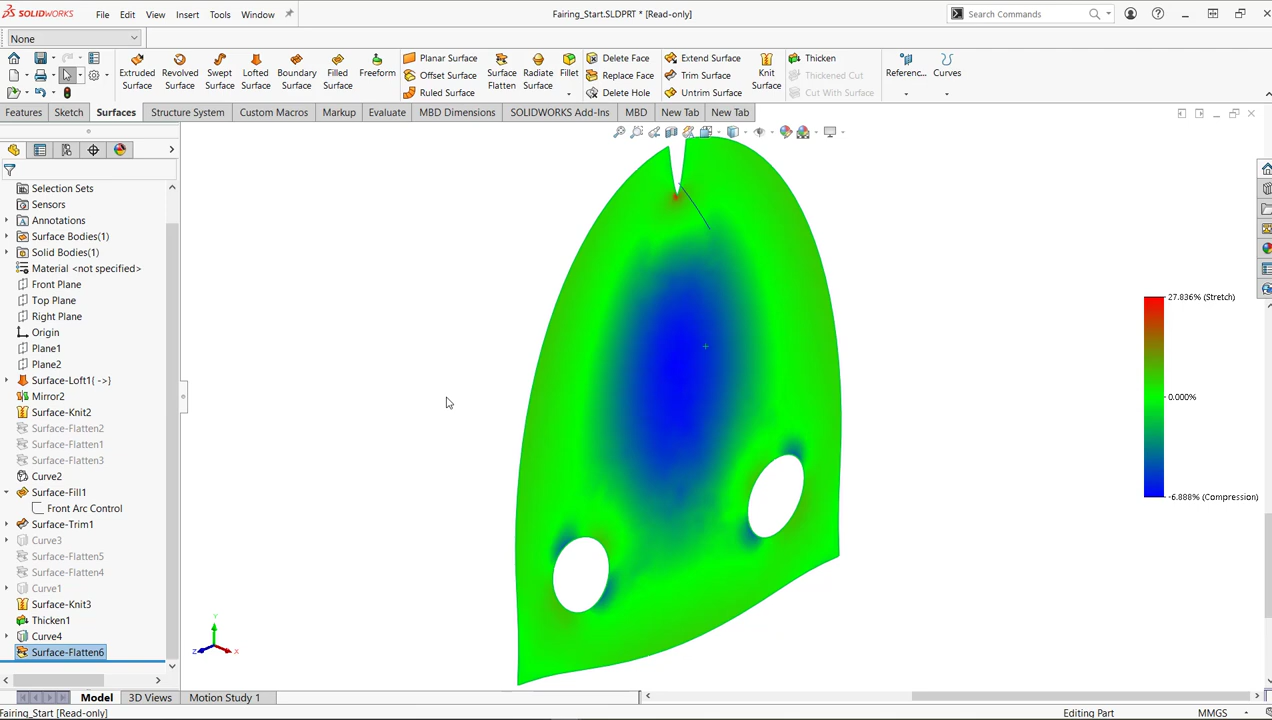 SOLIDWORKS File Edit View Insert Tools Window Fairing_Start.SLDPRT * [Read-only] Search Commands
None
Extruded Surface
Revolved Surface
Swept Surface
Lofted Surface
Boundary Surface
Filled Surface
Freeform
Planar Surface
Offset Surface
Ruled Surface
Surface Flatten
Radiate Surface
Fillet
Delete Face
Replace Face
Delete Hole
Extend Surface
Trim Surface
Untrim Surface
Knit Surface
Thicken
Thickened Cut
Cut With Surface
Referenc...
Curves
Features Sketch Surfaces Structure System Custom Macros Markup Evaluate MBD Dimensions SOLIDWORKS Add-Ins MBD New Tab New Tab
Selection Sets
Sensors
Annotations
Surface Bodies(1)
Solid Bodies(1)
Material <not specified>
Front Plane
Top Plane
Right Plane
Origin
Plane1
Plane2
Surface-Loft1{ ->}
Mirror2
Surface-Knit2
Surface-Flatten2
Surface-Flatten1
Surface-Flatten3
Curve2
Surface-Fill1
Front Arc Control
Surface-Trim1
Curve3
Surface-Flatten5
Surface-Flatten4
Curve1
Surface-Knit3
Thicken1
Curve4
Surface-Flatten6
27.836% (Stretch)
0.000%
-6.888% (Compression)
Y
Z
X
Model 3D Views Motion Study 1
Fairing_Start [Read-only] Editing Part MMGS